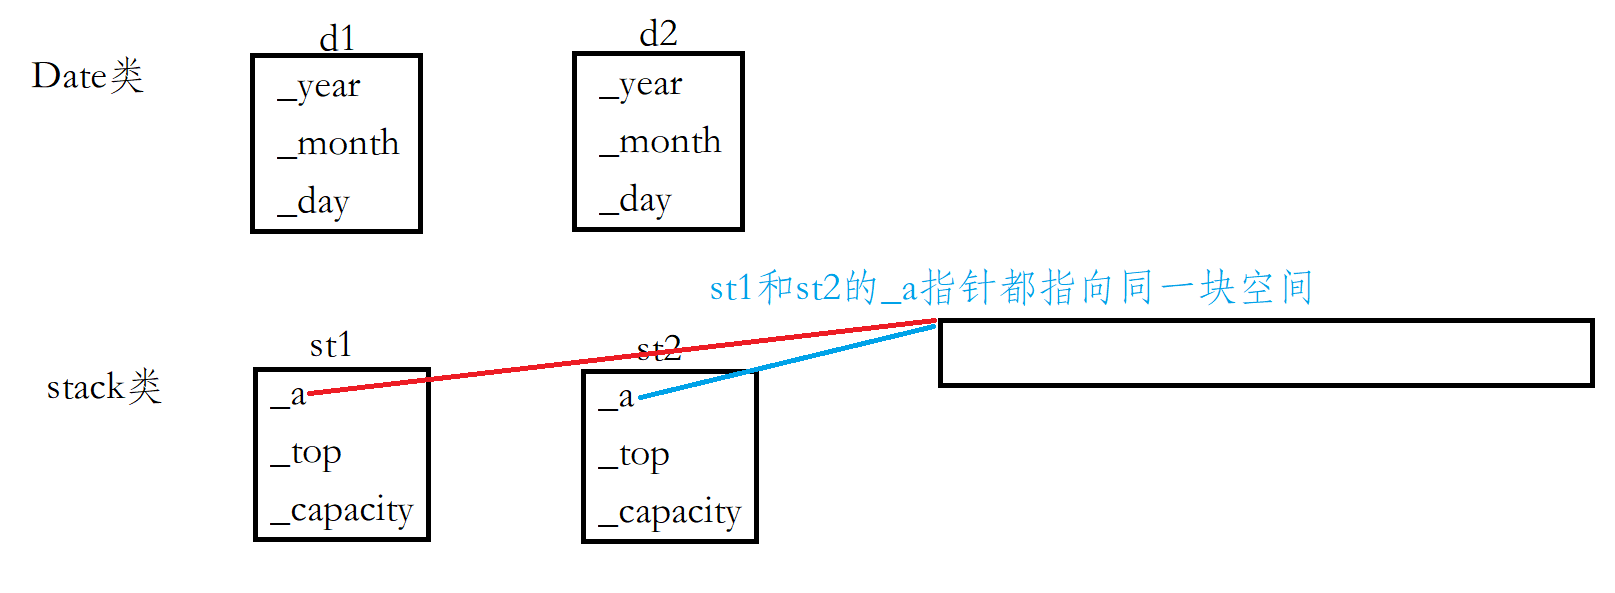 d1
d2
Date类
_year
_month
_day
_year
_month
_day
st1和st2的_a指针都指向同一块空间
st1
st2
stack类
_a
_top
_capacity
_a
_top
_capacity